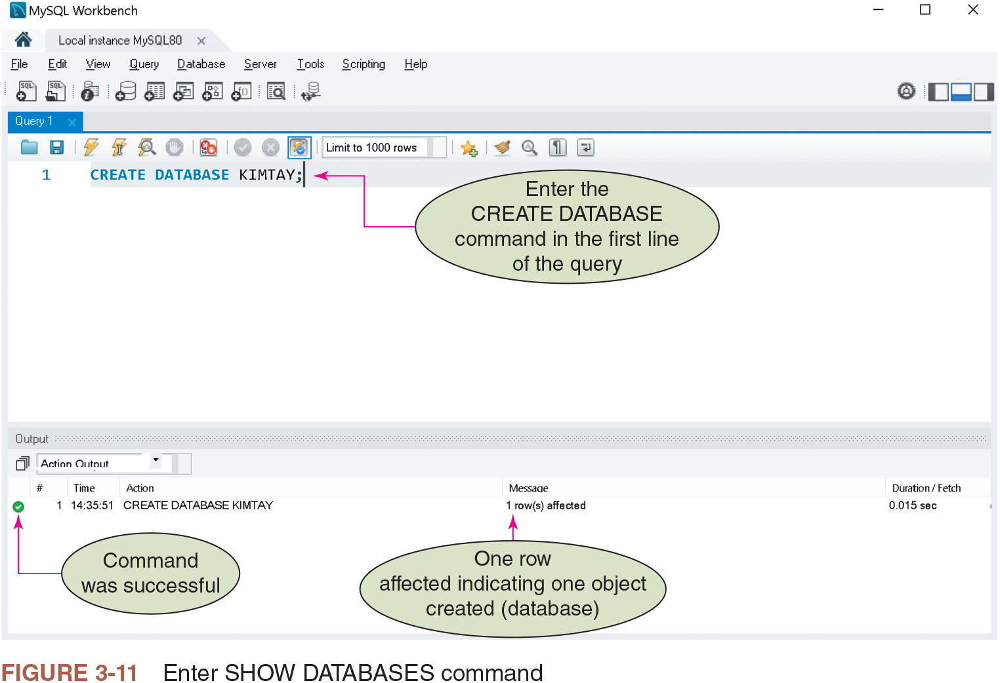 MySQL Workbench
Local instance MySQL80
File Edit View Query Database Server Tools Scripting Help
SQL SQL
Query 1
Limit to 1000 rows
1 CREATE DATABASE KIMTAY;
Enter the
CREATE DATABASE
command in the first line
of the query
Output
Action Output
# Time Action Message Duration / Fetch
1 14:35:51 CREATE DATABASE KIMTAY 1 row(s) affected 0.015 sec
Command
was successful
One row
affected indicating one object
created (database)
FIGURE 3-11 Enter SHOW DATABASES command